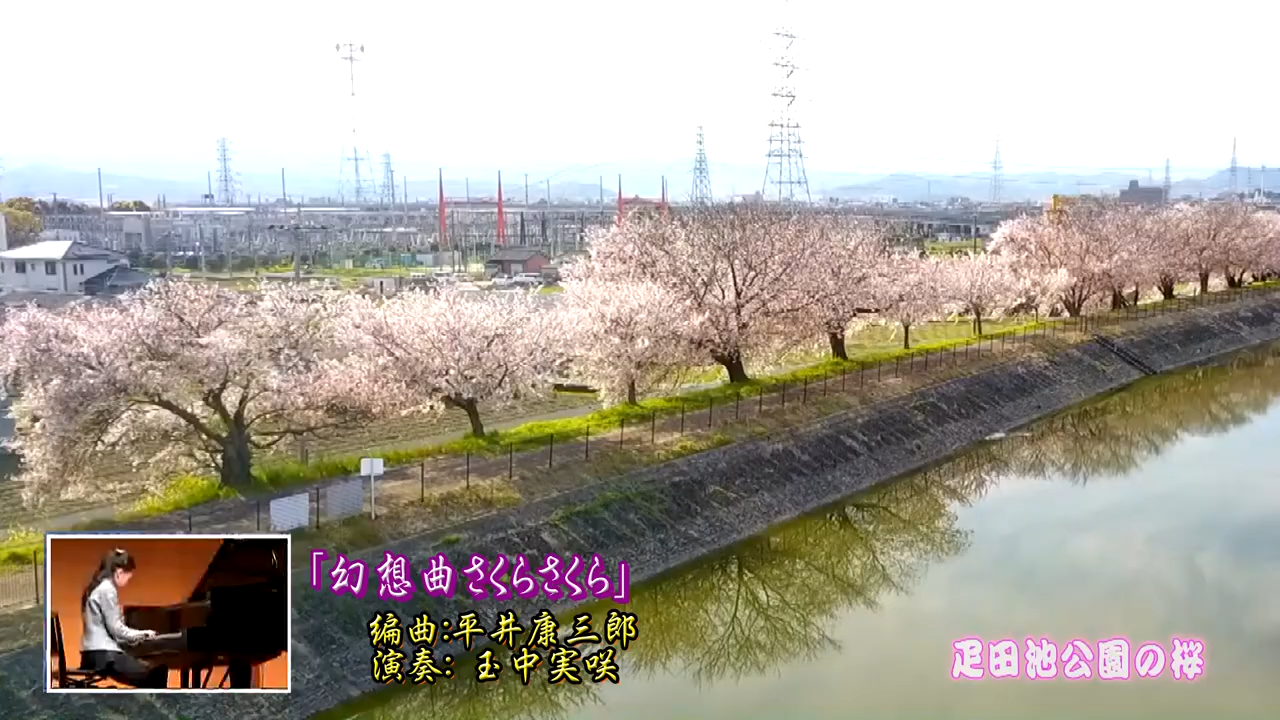 「幻想曲さくらさくら」
編曲:平井康三郎
演奏: 玉中実咲
疋田池公園の桜